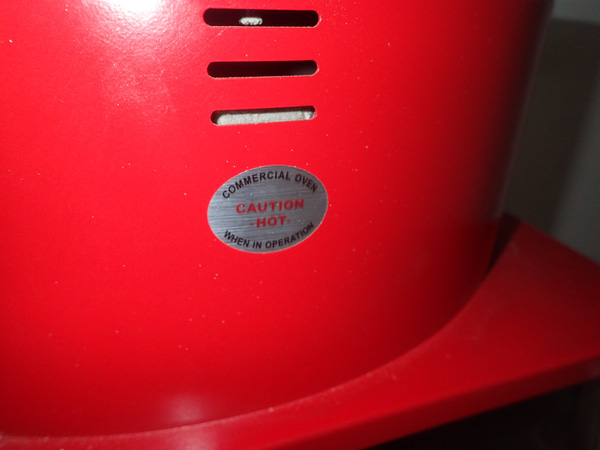 COMMERCIAL OVEN
CAUTION
-HOT-
WHEN IN OPERATION